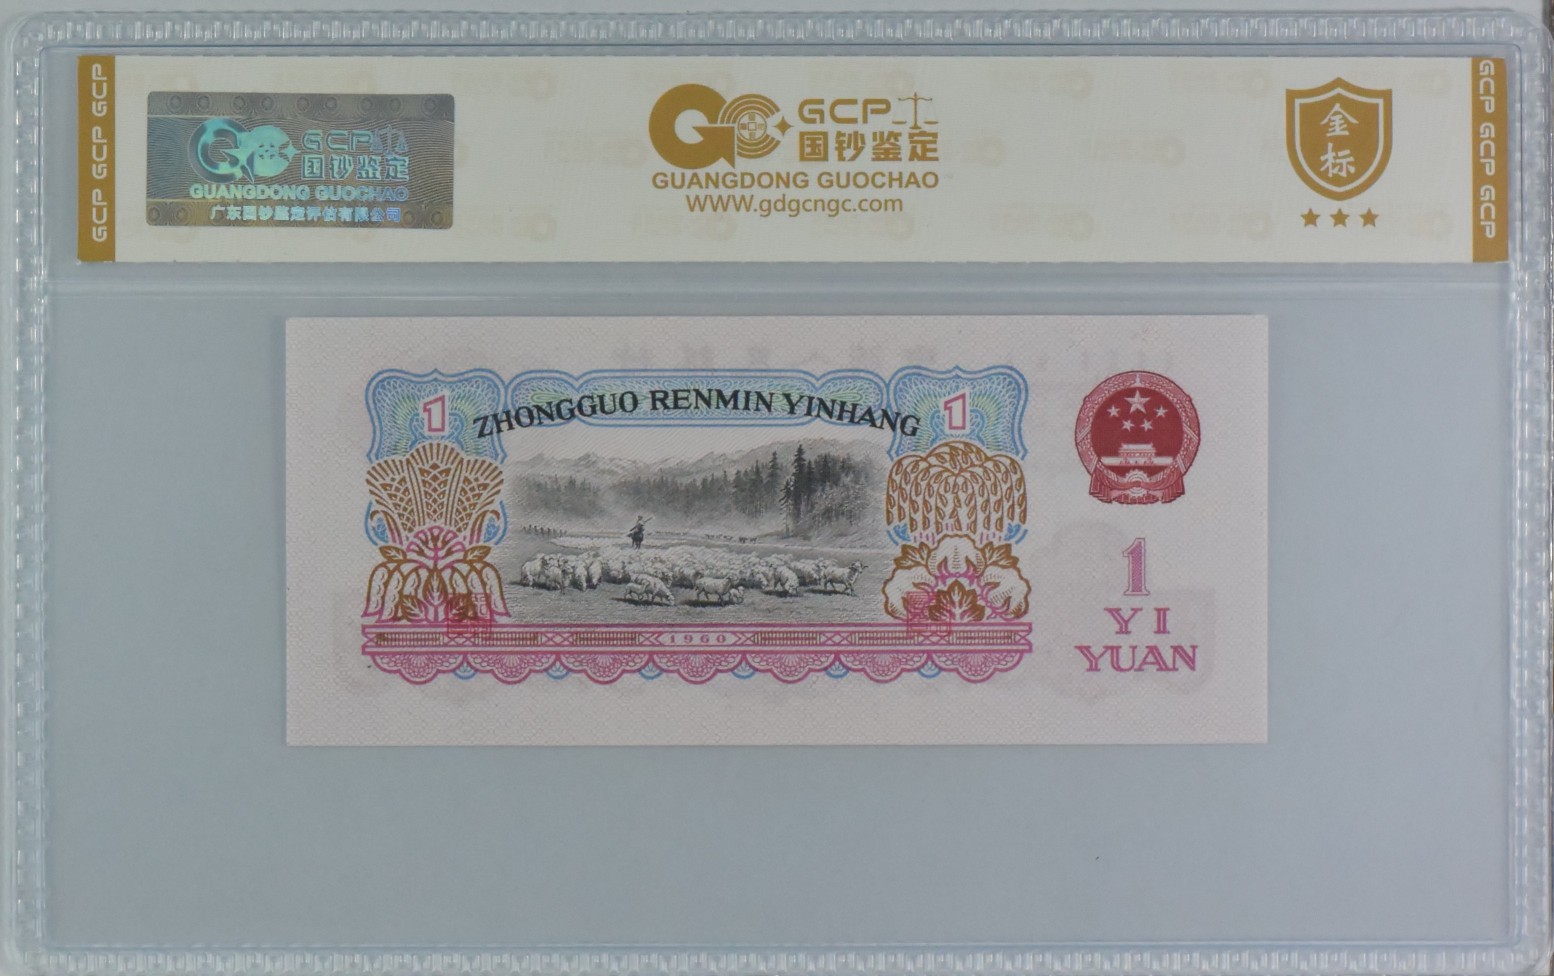 GCP GCP GCP
GCP
国钞鉴定
GUANGDONG GUOCHAO
广东国钞鉴定评估有限公司
GCP
国钞鉴定
GUANGDONG GUOCHAO
WWW.gdgcngc.com
金
标
GCP GCP GCP
1
ZHONGGUO RENMIN YINHANG
1
1960
1
YI
YUAN